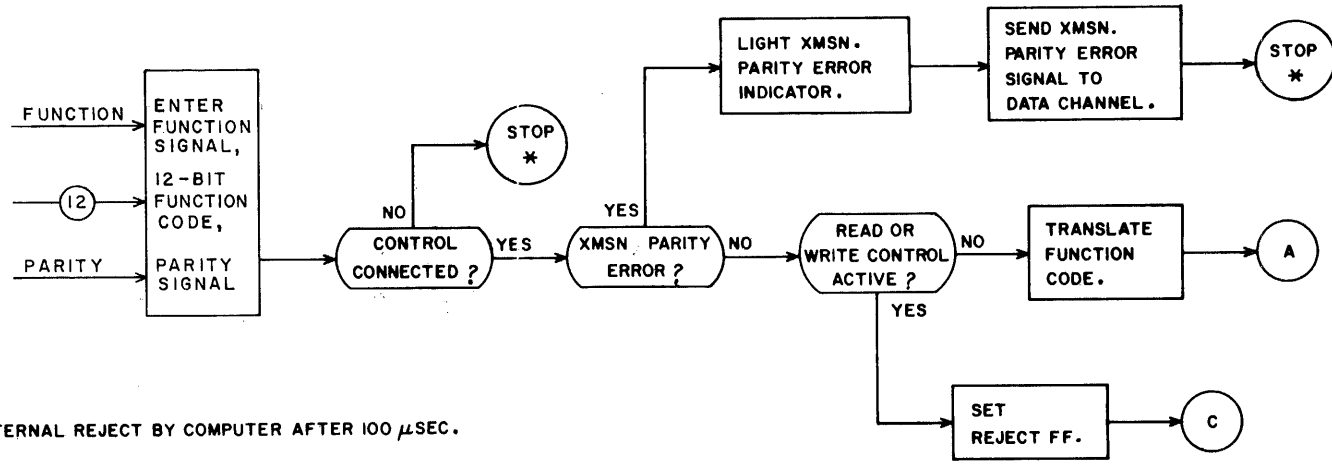 FUNCTION
12
PARITY
ENTER
FUNCTION
SIGNAL,
12-BIT
FUNCTION
CODE,
PARITY
SIGNAL
CONTROL
CONNECTED ?
NO
STOP
*
YES
XMSN PARITY
ERROR ?
YES
LIGHT XMSN.
PARITY ERROR
INDICATOR.
SEND XMSN.
PARITY ERROR
SIGNAL TO
DATA CHANNEL.
STOP
*
NO
READ OR
WRITE CONTROL
ACTIVE ?
NO
TRANSLATE
FUNCTION
CODE.
A
YES
SET
REJECT FF.
C
TERNAL REJECT BY COMPUTER AFTER 100 μSEC.